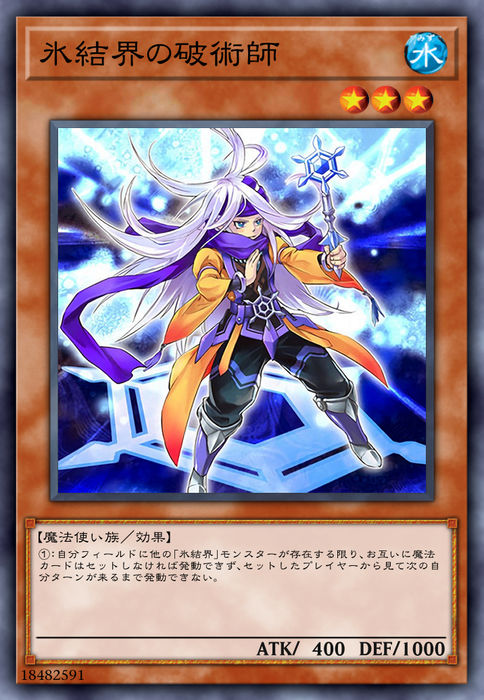 氷結界の破術師
みず
水
【魔法使い族／効果】
①：自分フィールドに他の「氷結界」モンスターが存在する限り、お互いに魔法
カードはセットしなければ発動できず、セットしたプレイヤーから見て次の自
分ターンが来るまで発動できない。
ATK/ 400 DEF/1000
18482591